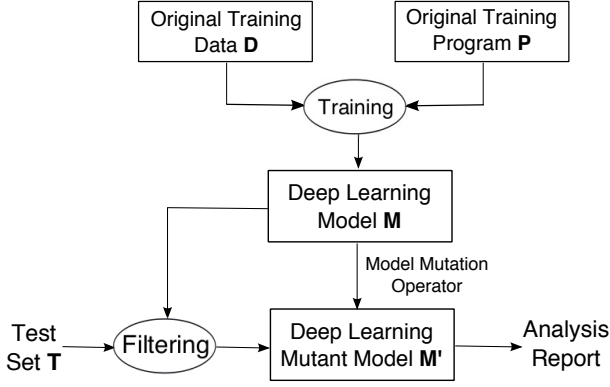 Original Training
Data D
Original Training
Program P
Training
Deep Learning
Model M
Model Mutation
Operator
Test
Set T
Filtering
Deep Learning
Mutant Model M'
Analysis
Report